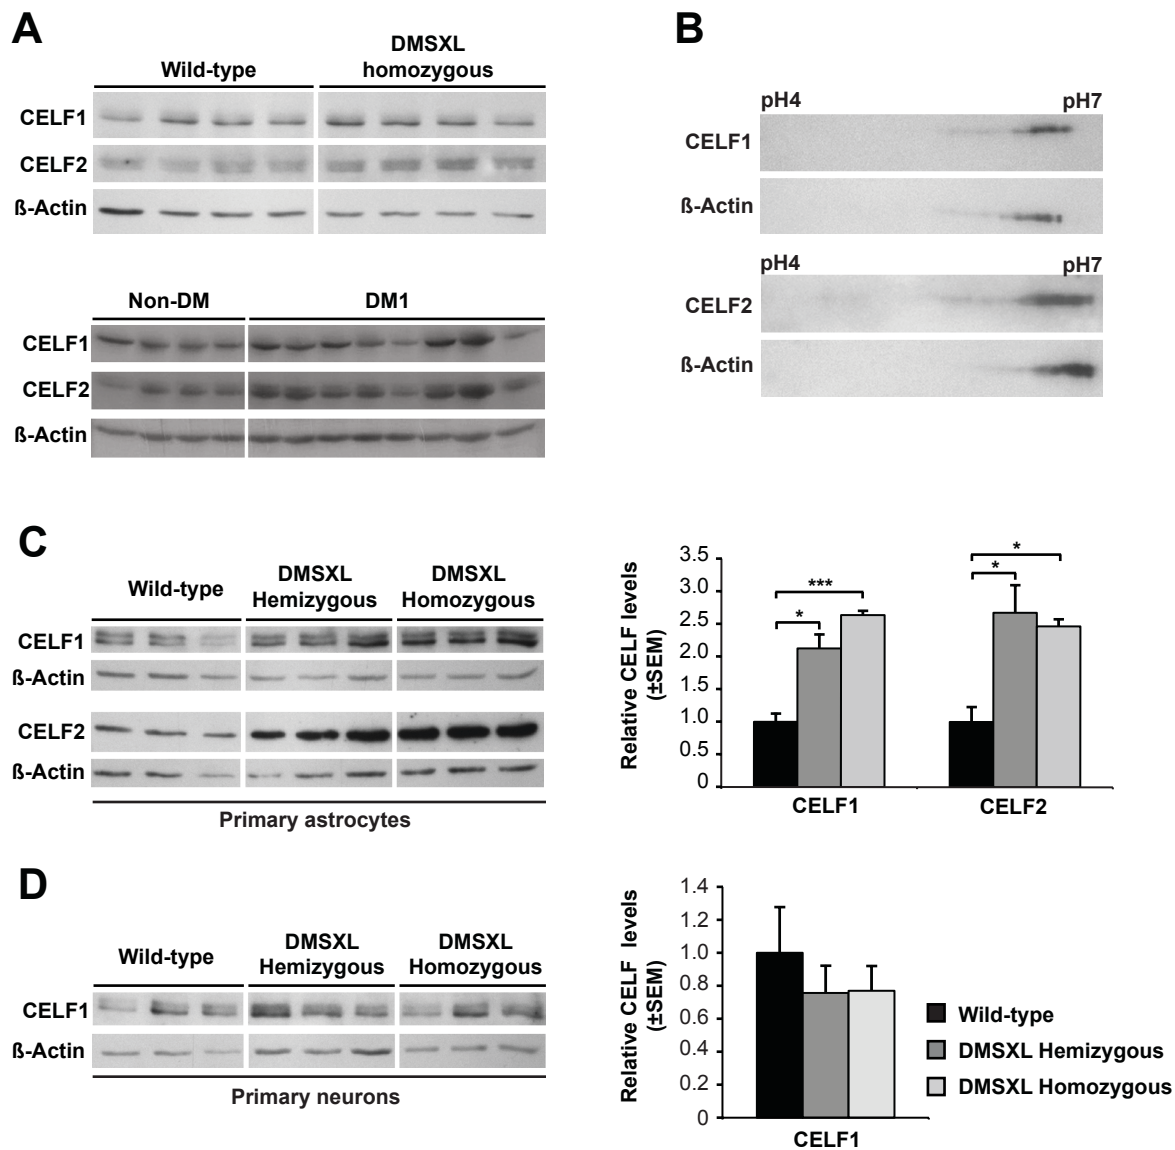 A
Wild-type
DMSXL
homozygous
CELF1
CELF2
ß-Actin
Non-DM
DM1
CELF1
CELF2
ß-Actin
B
pH4
pH7
CELF1
ß-Actin
pH4
pH7
CELF2
ß-Actin
C
Wild-type
DMSXL
Hemizygous
DMSXL
Homozygous
CELF1
ß-Actin
CELF2
ß-Actin
Primary astrocytes
Relative CELF levels
(±SEM)
3.5
3.0
2.5
2.0
1.5
1.0
0.5
0
*
***
*
*
CELF1
CELF2
D
Wild-type
DMSXL
Hemizygous
DMSXL
Homozygous
CELF1
ß-Actin
Primary neurons
Relative CELF levels
(±SEM)
1.4
1.2
1.0
0.8
0.6
0.4
0.2
0
CELF1
Wild-type
DMSXL Hemizygous
DMSXL Homozygous